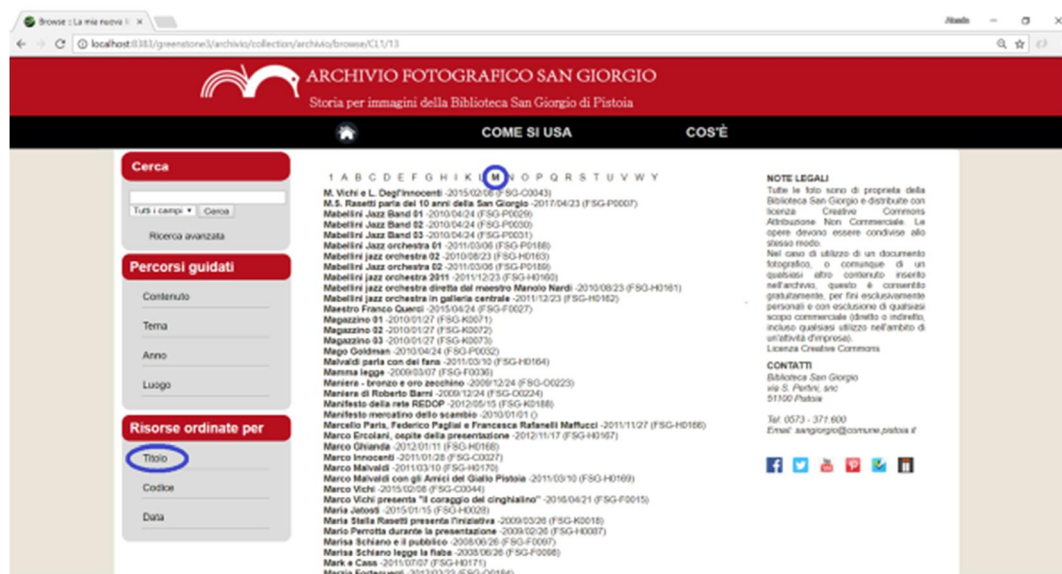 Browse : La mia nuova li
localhost:8383/greenstone3/archivio/collection/archivio/browse/CL1/13
ARCHIVIO FOTOGRAFICO SAN GIORGIO
Storia per immagini della Biblioteca San Giorgio di Pistoia
COME SI USA
COS'È
Cerca
Tutti i campi
Cerca
Ricerca avanzata
Percorsi guidati
Contenuto
Tema
Anno
Luogo
Risorse ordinate per
Titolo
Codice
Data
1 A B C D E F G H I K L M N O P Q R S T U V W Y
M. Vichi e L. Degl'Innocenti -2015/02/08 (FSG-C0043)
M.S. Rasetti parla dei 10 anni della San Giorgio -2017/04/23 (FSG-P0007)
Mabellini Jazz Band 01 -2010/04/24 (FSG-P0029)
Mabellini Jazz Band 02 -2010/04/24 (FSG-P0030)
Mabellini Jazz Band 03 -2010/04/24 (FSG-P0031)
Mabellini Jazz orchestra 01 -2011/03/06 (FSG-P0188)
Mabellini jazz orchestra 02 -2010/08/23 (FSG-H0163)
Mabellini Jazz orchestra 02 -2011/03/06 (FSG-P0189)
Mabellini jazz orchestra 2011 -2011/12/23 (FSG-H0160)
Mabellini jazz orchestra diretta dal maestro Manolo Nardi -2010/08/23 (FSG-H0161)
Mabellini jazz orchestra in galleria centrale -2011/12/23 (FSG-H0162)
Maestro Franco Querci -2015/04/24 (FSG-F0027)
Magazzino 01 -2010/01/27 (FSG-K0071)
Magazzino 02 -2010/01/27 (FSG-K0072)
Magazzino 03 -2010/01/27 (FSG-K0073)
Mago Goldman -2010/04/24 (FSG-P0032)
Malvaldi parla con dei fans -2011/03/10 (FSG-H0164)
Mamma legge -2009/03/07 (FSG-F0036)
Maniera - bronzo e oro zecchino -2009/12/24 (FSG-O0223)
Maniera di Roberto Barni -2009/12/24 (FSG-O0224)
Manifesto della rete REDOP -2012/05/15 (FSG-K0188)
Manifesto mercatino dello scambio -2010/01/01 ()
Marcello Paris, Federico Pagliai e Francesca Rafanelli Maffucci -2011/11/27 (FSG-H0166)
Marco Ercolani, ospite della presentazione -2012/11/17 (FSG-H0167)
Marco Ghianda -2012/01/11 (FSG-H0168)
Marco Innocenti -2011/01/28 (FSG-C0027)
Marco Malvaldi -2011/03/10 (FSG-H0170)
Marco Malvaldi con gli Amici del Giallo Pistoia -2011/03/10 (FSG-H0169)
Marco Vichi -2015/02/08 (FSG-C0044)
Marco Vichi presenta "Il coraggio del cinghialino" -2016/04/21 (FSG-F0015)
Maria Jatosti -2015/01/15 (FSG-H0028)
Maria Stella Rasetti presenta l'iniziativa -2009/03/26 (FSG-K0018)
Mario Perrotta durante la presentazione -2009/02/26 (FSG-H0087)
Marisa Schiano e il pubblico -2008/06/26 (FSG-F0097)
Marisa Schiano legge la fiaba -2008/06/26 (FSG-F0098)
Mark e Cass -2011/07/07 (FSG-H0171)
NOTE LEGALI
Tutte le foto sono di proprietà della
Biblioteca San Giorgio e distribuite con
licenza Creative Commons
Attribuzione Non Commerciale. Le
opere devono essere condivise allo
stesso modo.
Nel caso di utilizzo di un documento
fotografico, o comunque di un
qualsiasi altro contenuto inserito
nell'archivio, questo è consentito
gratuitamente, per fini esclusivamente
personali e con esclusione di qualsiasi
scopo commerciale (diretto o indiretto,
incluso qualsiasi utilizzo nell'ambito di
un'attività d'impresa).
Licenza Creative Commons
CONTATTI
Biblioteca San Giorgio
via S. Pertini, snc
51100 Pistoia
Tel: 0573 - 371 600
Email: sangiorgio@comune.pistoia.it